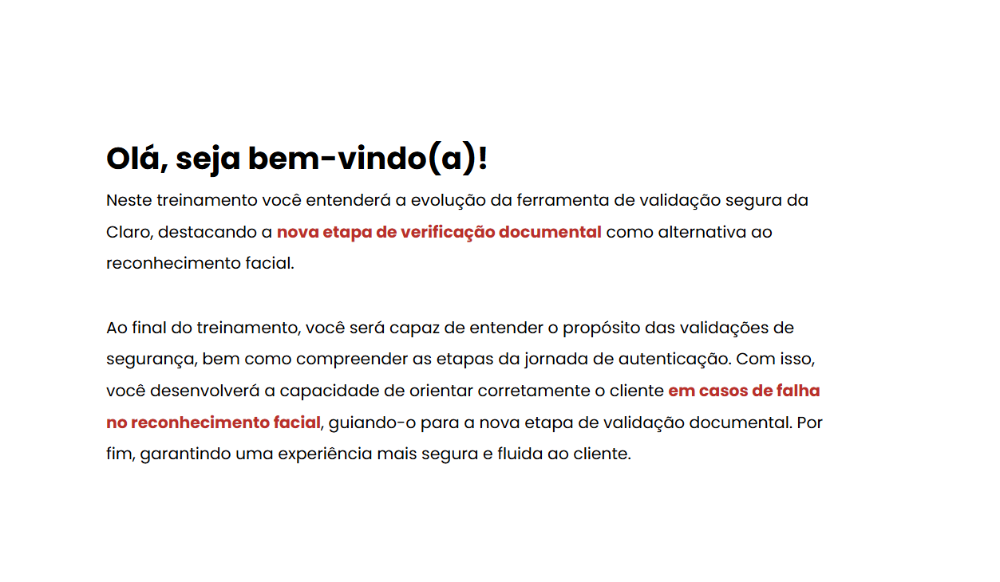 Olá, seja bem-vindo(a)!
Neste treinamento você entenderá a evolução da ferramenta de validação segura da
Claro, destacando a nova etapa de verificação documental como alternativa ao
reconhecimento facial.
Ao final do treinamento, você será capaz de entender o propósito das validações de
segurança, bem como compreender as etapas da jornada de autenticação. Com isso,
você desenvolverá a capacidade de orientar corretamente o cliente em casos de falha
no reconhecimento facial, guiando-o para a nova etapa de validação documental. Por
fim, garantindo uma experiência mais segura e fluida ao cliente.